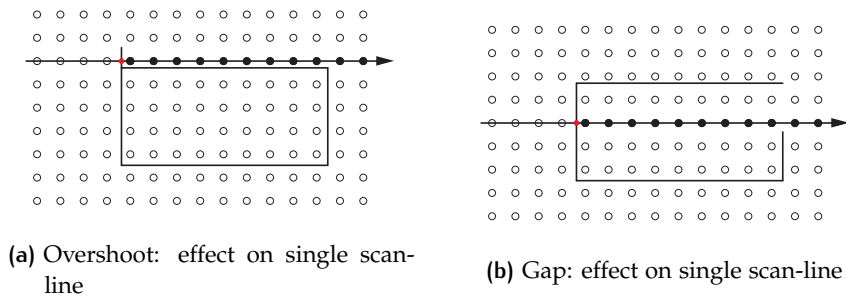 (a) Overshoot: effect on single scan-
line
(b) Gap: effect on single scan-line